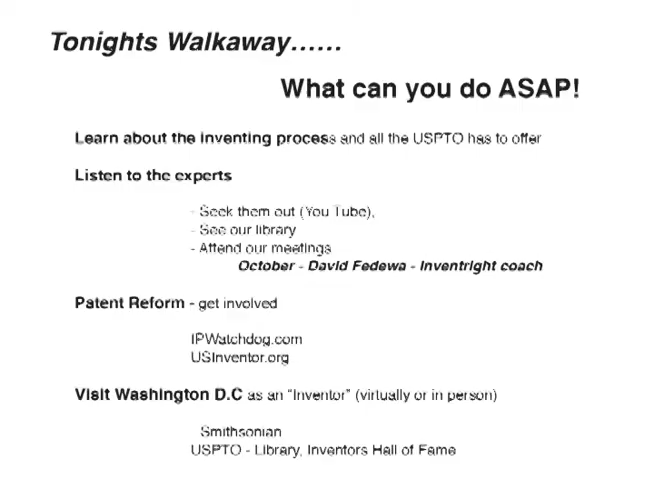 Tonights Walkaway......
What can you do ASAP!
Learn about the inventing process and all the USPTO has to offer
Listen to the experts
- Seek them out (You Tube),
- See our library
- Attend our meetings
October - David Fedewa - Inventright coach
Patent Reform - get involved
IPWatchdog.com
USInventor.org
Visit Washington D.C as an "Inventor" (virtually or in person)
Smithsonian
USPTO - Library, Inventors Hall of Fame